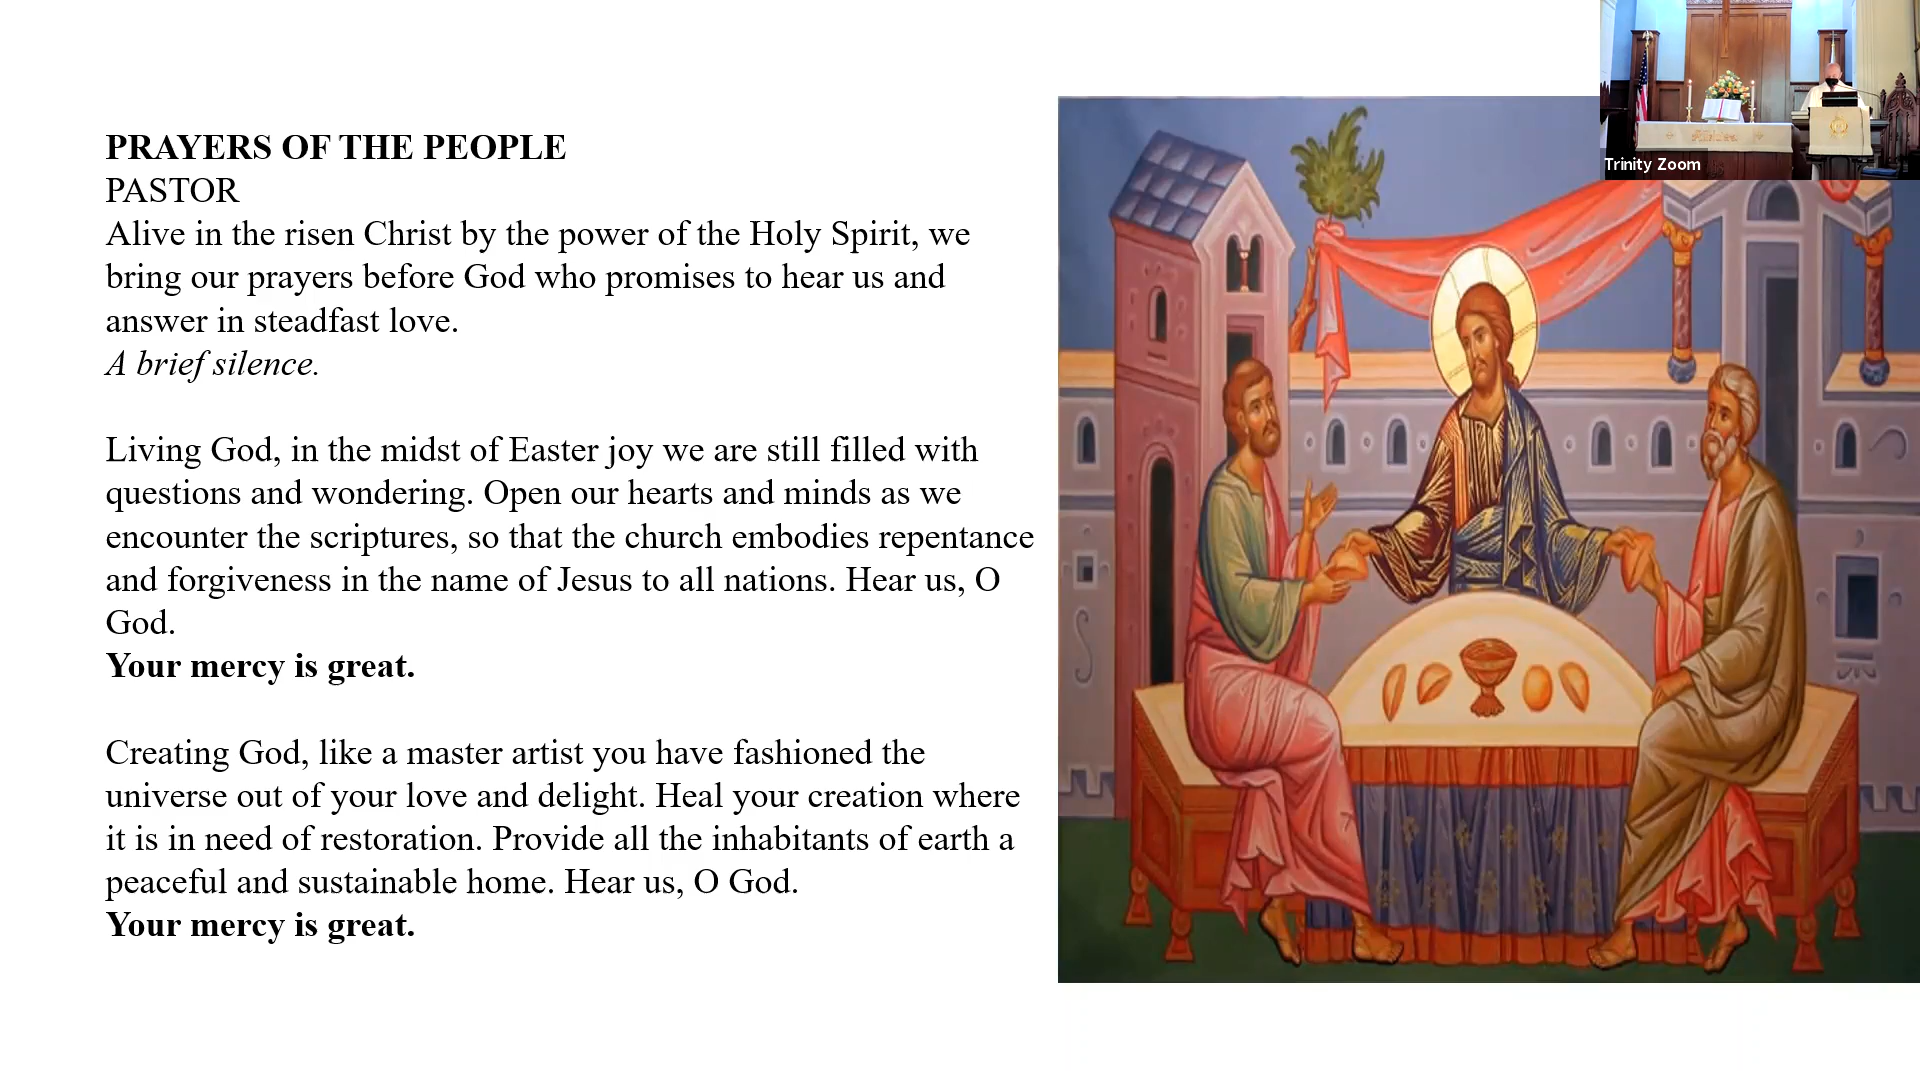 PRAYERS OF THE PEOPLE
PASTOR
Alive in the risen Christ by the power of the Holy Spirit, we
bring our prayers before God who promises to hear us and
answer in steadfast love.
A brief silence.
Living God, in the midst of Easter joy we are still filled with
questions and wondering. Open our hearts and minds as we
encounter the scriptures, so that the church embodies repentance
and forgiveness in the name of Jesus to all nations. Hear us, O
God.
Your mercy is great.
Creating God, like a master artist you have fashioned the
universe out of your love and delight. Heal your creation where
it is in need of restoration. Provide all the inhabitants of earth a
peaceful and sustainable home. Hear us, O God.
Your mercy is great.
Trinity Zoom